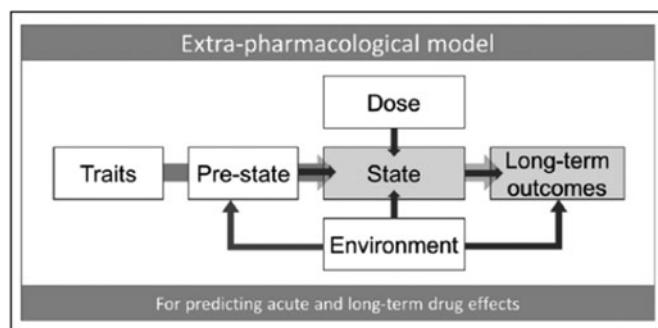 Extra-pharmacological model
Dose
Traits
Pre-state
State
Long-term
outcomes
Environment
For predicting acute and long-term drug effects